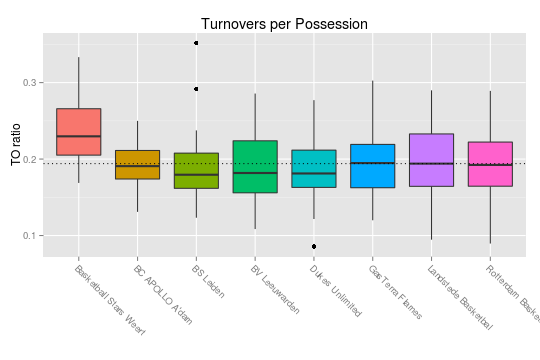 Turnovers per Possession
TO ratio
0.3
0.2
0.1
Basketball Stars Weert
BC APOLLO A'dam
BS Leiden
BV Leeuwarden
Dukes Unlimited
GasTerra Flames
Landstede Basketbal
Rotterdam Baske